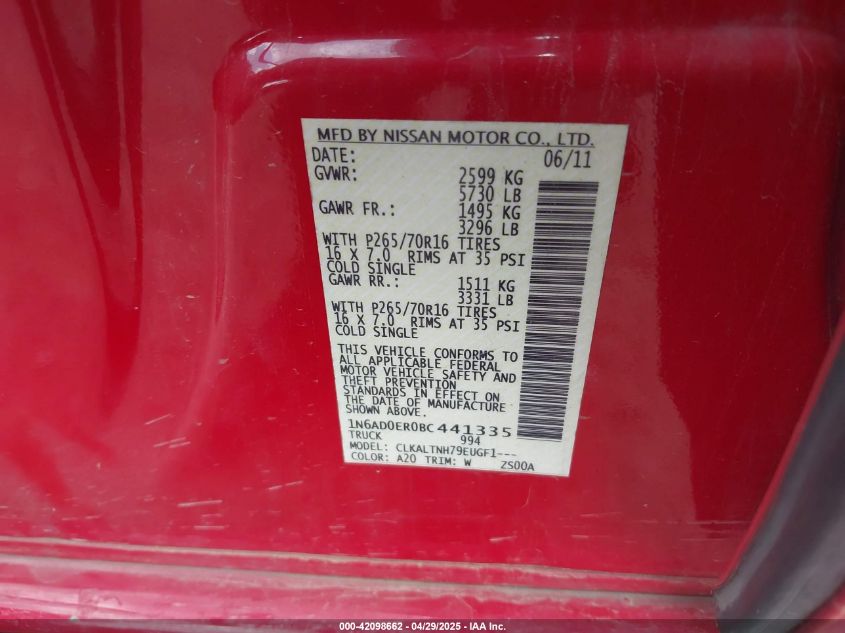 MFD BY NISSAN MOTOR CO., LTD.
DATE: 06/11
GVWR: 2599 KG
5730 LB
GAWR FR.: 1495 KG
3296 LB
WITH P265/70R16 TIRES
16 X 7.0 RIMS AT 35 PSI
COLD SINGLE
GAWR RR.: 1511 KG
3331 LB
WITH P265/70R16 TIRES
16 X 7.0 RIMS AT 35 PSI
COLD SINGLE
THIS VEHICLE CONFORMS TO
ALL APPLICABLE FEDERAL
MOTOR VEHICLE SAFETY AND
THEFT PREVENTION
STANDARDS IN EFFECT ON
THE DATE OF MANUFACTURE
SHOWN ABOVE.
1N6AD0ER0BC441335
TRUCK 994
MODEL: CLKALTNH79EUGF1---
COLOR: A20 TRIM: W ZS00A
000-42098662 / 04/29/2025 - IAA Inc.